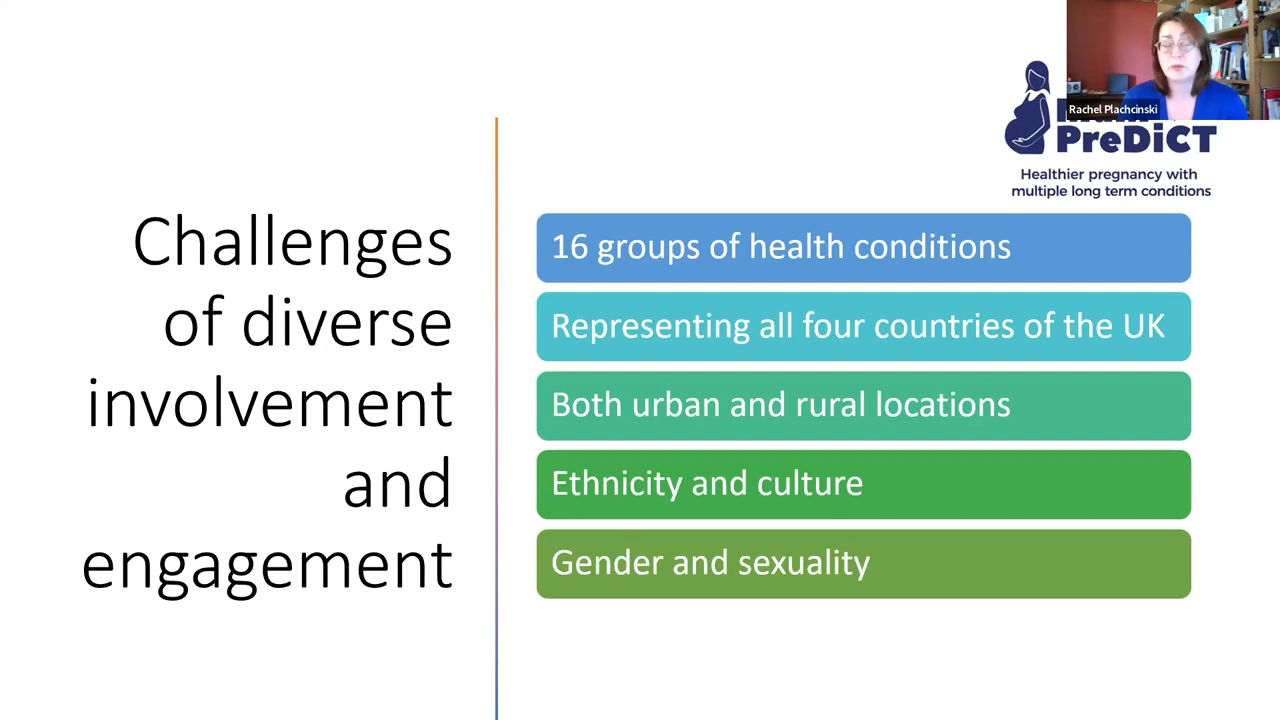 Rachel Plachcinski
PreDiCT
Healthier pregnancy with
multiple long term conditions
Challenges
of diverse
involvement
and
engagement
16 groups of health conditions
Representing all four countries of the UK
Both urban and rural locations
Ethnicity and culture
Gender and sexuality